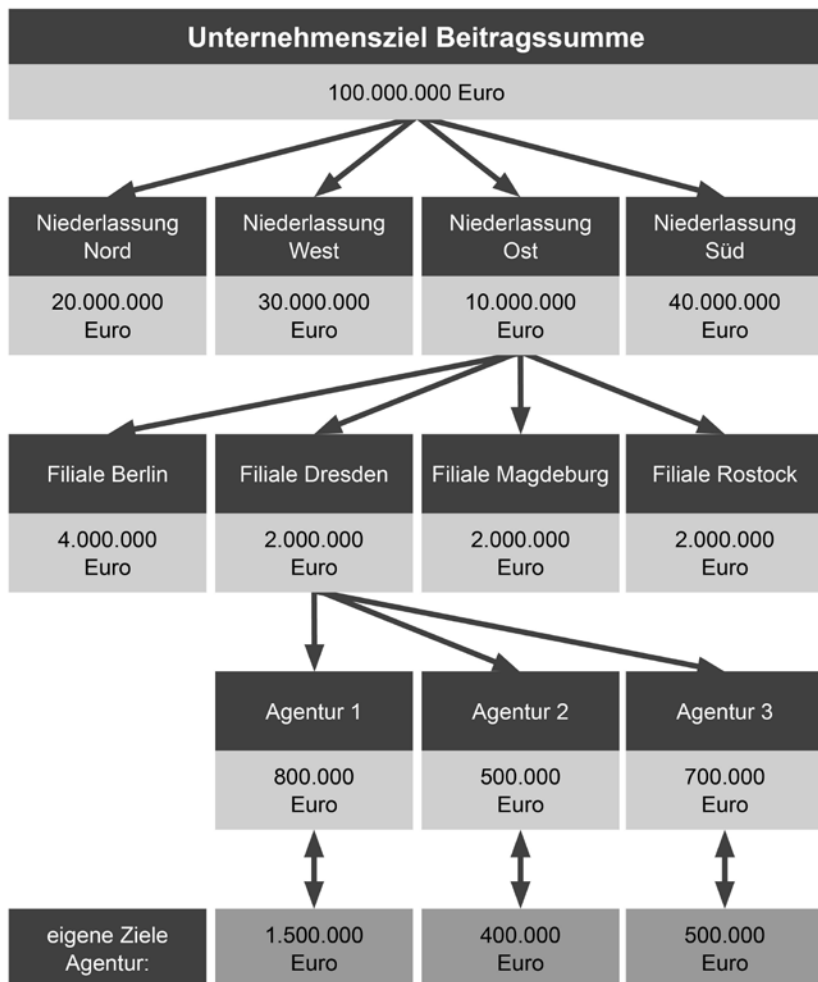 Unternehmensziel Beitragssumme
100.000.000 Euro
Niederlassung
Nord
20.000.000
Euro
Niederlassung
West
30.000.000
Euro
Niederlassung
Ost
10.000.000
Euro
Niederlassung
Süd
40.000.000
Euro
Filiale Berlin
4.000.000
Euro
Filiale Dresden
2.000.000
Euro
Filiale Magdeburg
2.000.000
Euro
Filiale Rostock
2.000.000
Euro
Agentur 1
800.000
Euro
Agentur 2
500.000
Euro
Agentur 3
700.000
Euro
eigene Ziele
Agentur:
1.500.000
Euro
400.000
Euro
500.000
Euro